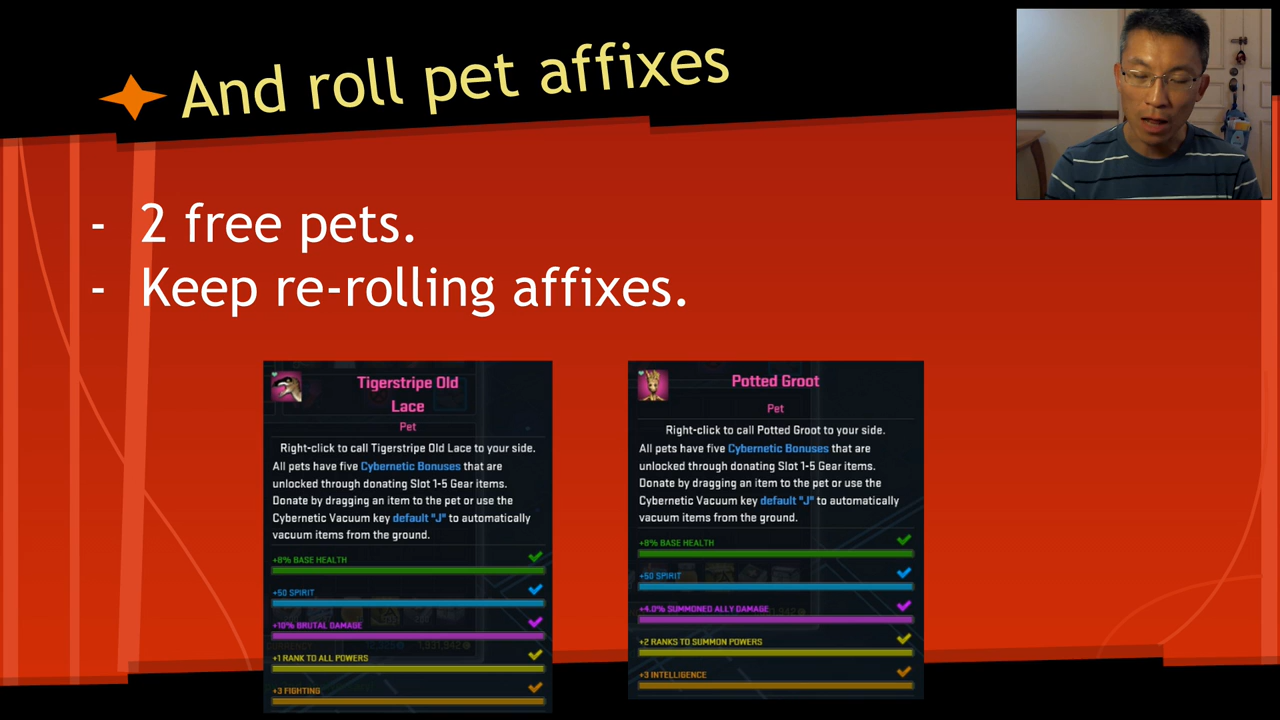 And roll pet affixes
- 2 free pets.
- Keep re-rolling affixes.
Tigerstripe Old
Lace
Pet
Right-click to call Tigerstripe Old Lace to your side.
All pets have five Cybernetic Bonuses that are
unlocked through donating Slot 1-5 Gear items.
Donate by dragging an item to the pet or use the
Cybernetic Vacuum key default "J" to automatically
vacuum items from the ground.
+8% BASE HEALTH
+50 SPIRIT
+10% BRUTAL DAMAGE
+1 RANK TO ALL POWERS
+3 FIGHTING
Potted Groot
Pet
Right-click to call Potted Groot to your side.
All pets have five Cybernetic Bonuses that are
unlocked through donating Slot 1-5 Gear items.
Donate by dragging an item to the pet or use the
Cybernetic Vacuum key default "J" to automatically
vacuum items from the ground.
+8% BASE HEALTH
+50 SPIRIT
+4.0% SUMMONED ALLY DAMAGE
+2 RANKS TO SUMMON POWERS
+3 INTELLIGENCE